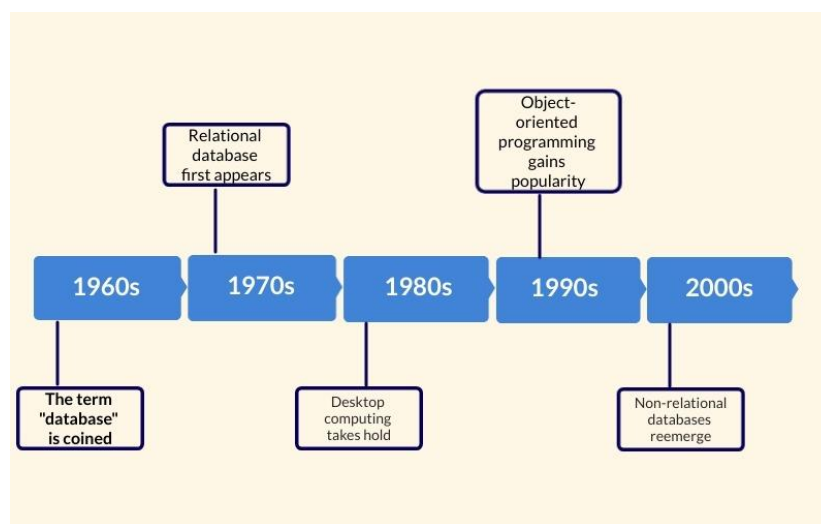 Object-
oriented
programming
gains
popularity
Relational
database
first appears
1960s
1970s
1980s
1990s
2000s
The term
"database"
is coined
Desktop
computing
takes hold
Non-relational
databases
reemerge